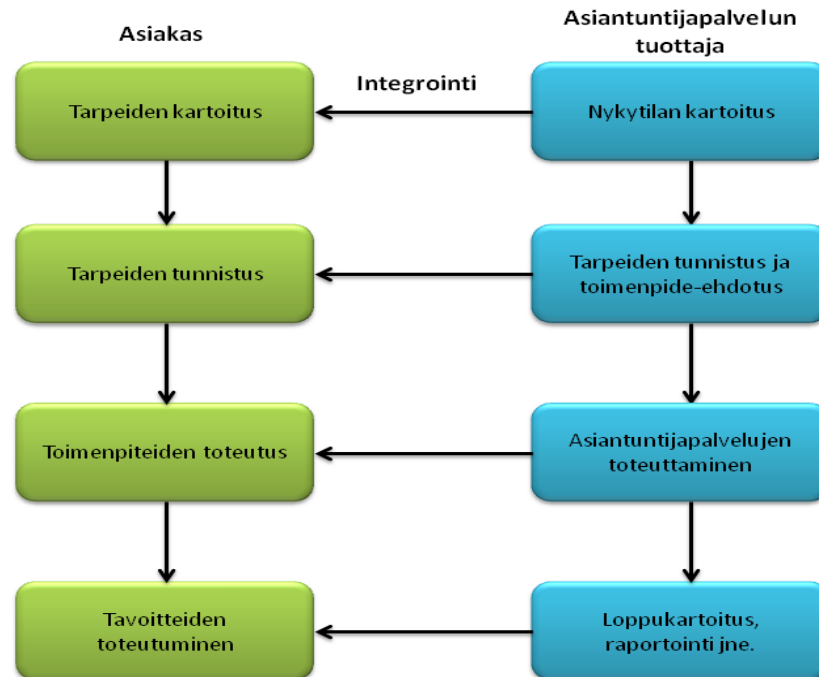 Asiakas
Asiantuntijapalvelun
tuottaja
Integrointi
Tarpeiden kartoitus
Nykytilan kartoitus
Tarpeiden tunnistus
Tarpeiden tunnistus ja
toimenpide-ehdotus
Toimenpiteiden toteutus
Asiantuntijapalvelujen
toteuttaminen
Tavoitteiden
toteutuminen
Loppukartoitus,
raportointi jne.